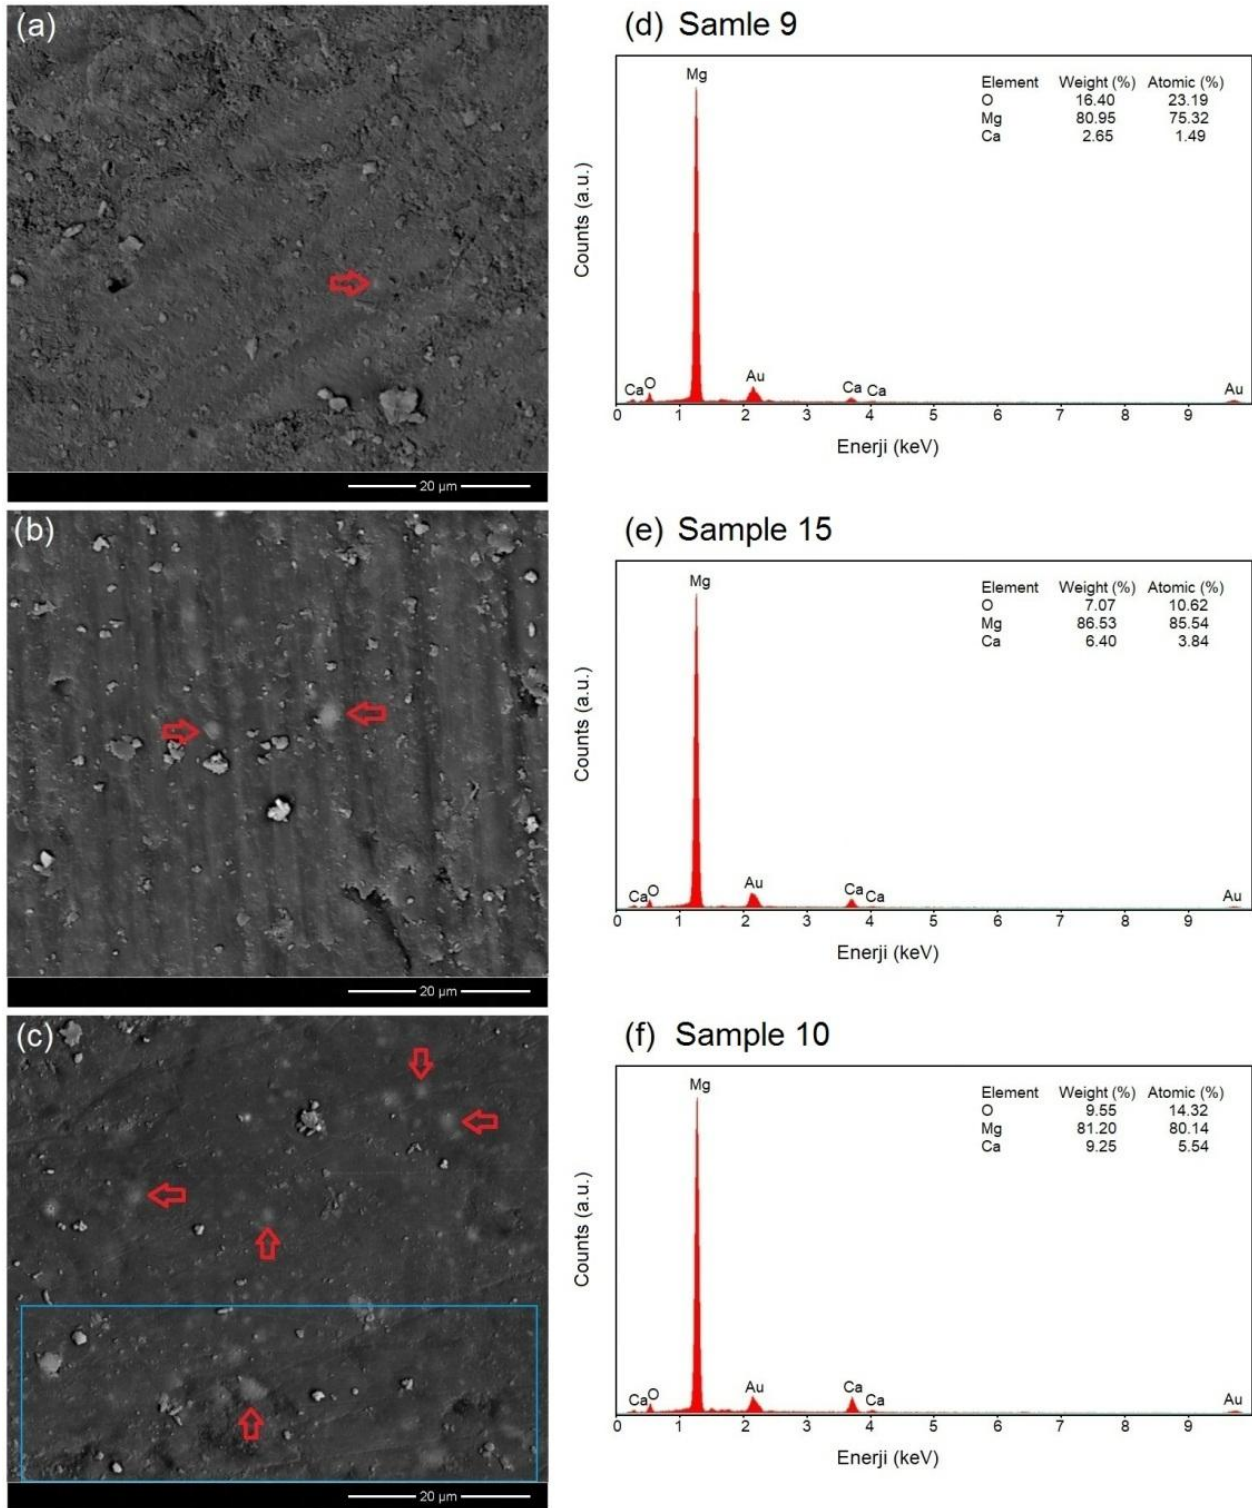 (a)
20 µm
(d) Samle 9
Mg
Element Weight (%) Atomic (%)
O 16.40 23.19
Mg 80.95 75.32
Ca 2.65 1.49
Counts (a.u.)
Ca O Au Ca Ca Au
0 1 2 3 4 5 6 7 8 9
Enerji (keV)
(b)
20 µm
(e) Sample 15
Mg
Element Weight (%) Atomic (%)
O 7.07 10.62
Mg 86.53 85.54
Ca 6.40 3.84
Counts (a.u.)
Ca O Au Ca Ca Au
0 1 2 3 4 5 6 7 8 9
Enerji (keV)
(c)
20 µm
(f) Sample 10
Mg
Element Weight (%) Atomic (%)
O 9.55 14.32
Mg 81.20 80.14
Ca 9.25 5.54
Counts (a.u.)
Ca O Au Ca Ca Au
0 1 2 3 4 5 6 7 8 9
Enerji (keV)